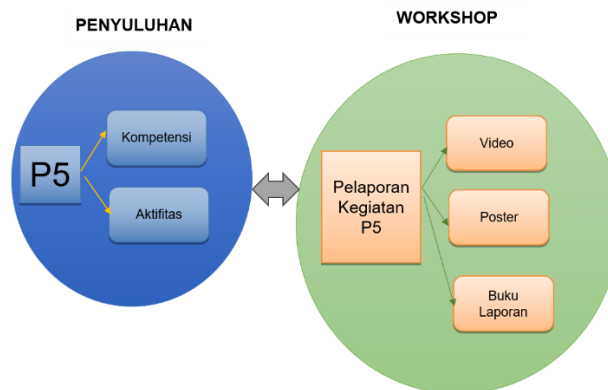 PENYULUHAN
WORKSHOP
P5
Kompetensi
Aktifitas
Pelaporan
Kegiatan
P5
Video
Poster
Buku
Laporan